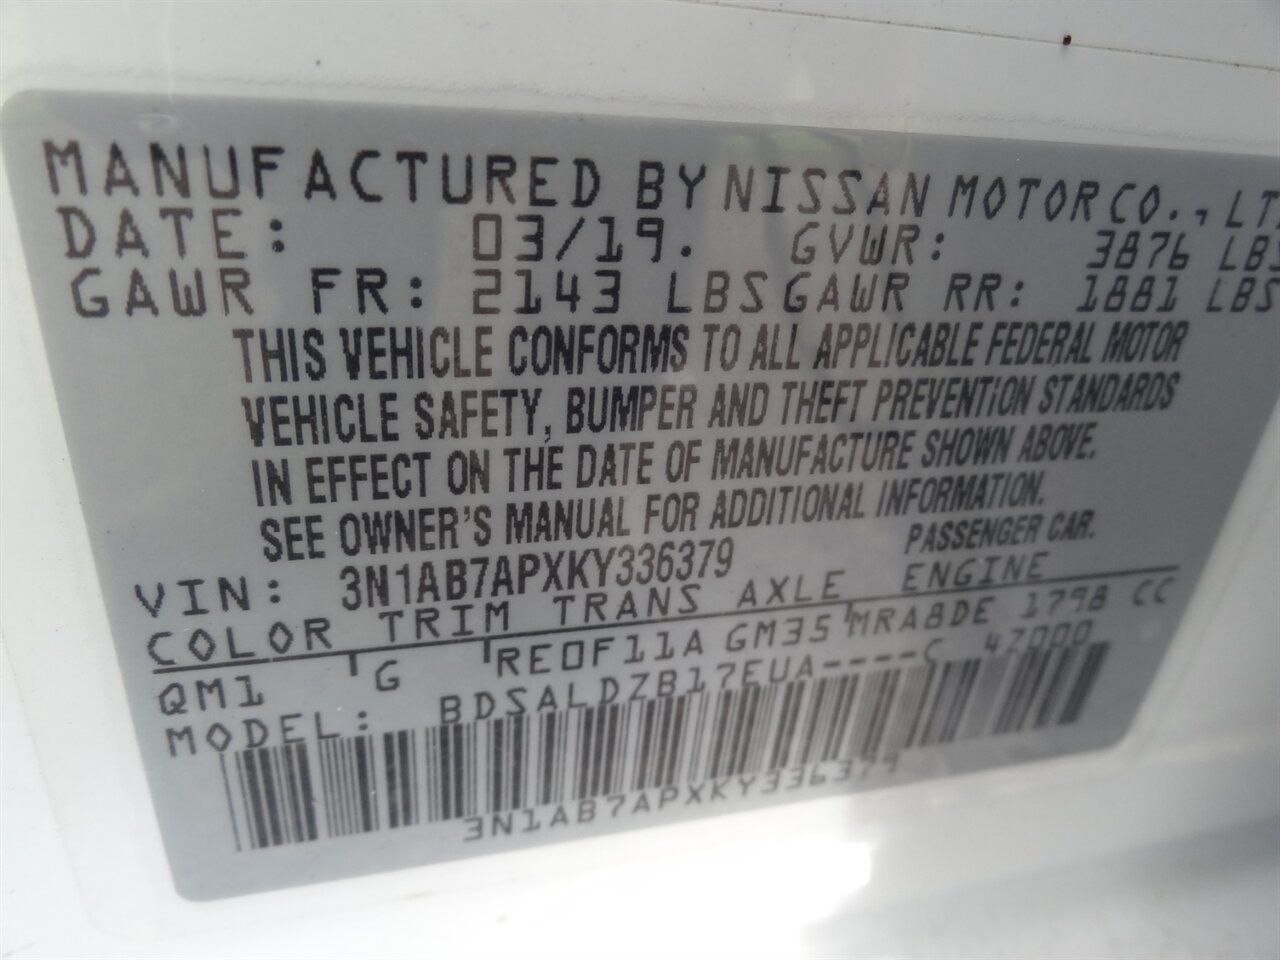 MANUFACTURED BY NISSAN MOTOR CO., LT
DATE: 03/19. GVWR: 3876 LBS
GAWR FR: 2143 LBS GAWR RR: 1881 LBS
THIS VEHICLE CONFORMS TO ALL APPLICABLE FEDERAL MOTOR
VEHICLE SAFETY, BUMPER AND THEFT PREVENTION STANDARDS
IN EFFECT ON THE DATE OF MANUFACTURE SHOWN ABOVE.
SEE OWNER'S MANUAL FOR ADDITIONAL INFORMATION.
VIN: 3N1AB7APXKY336379 PASSENGER CAR.
COLOR TRIM TRANS AXLE ENGINE
QM1 G RE0F11A GM35 MRA8DE 1798 CC
MODEL: BDSALDZB17EUA----C 4Z000
3N1AB7APXKY336379